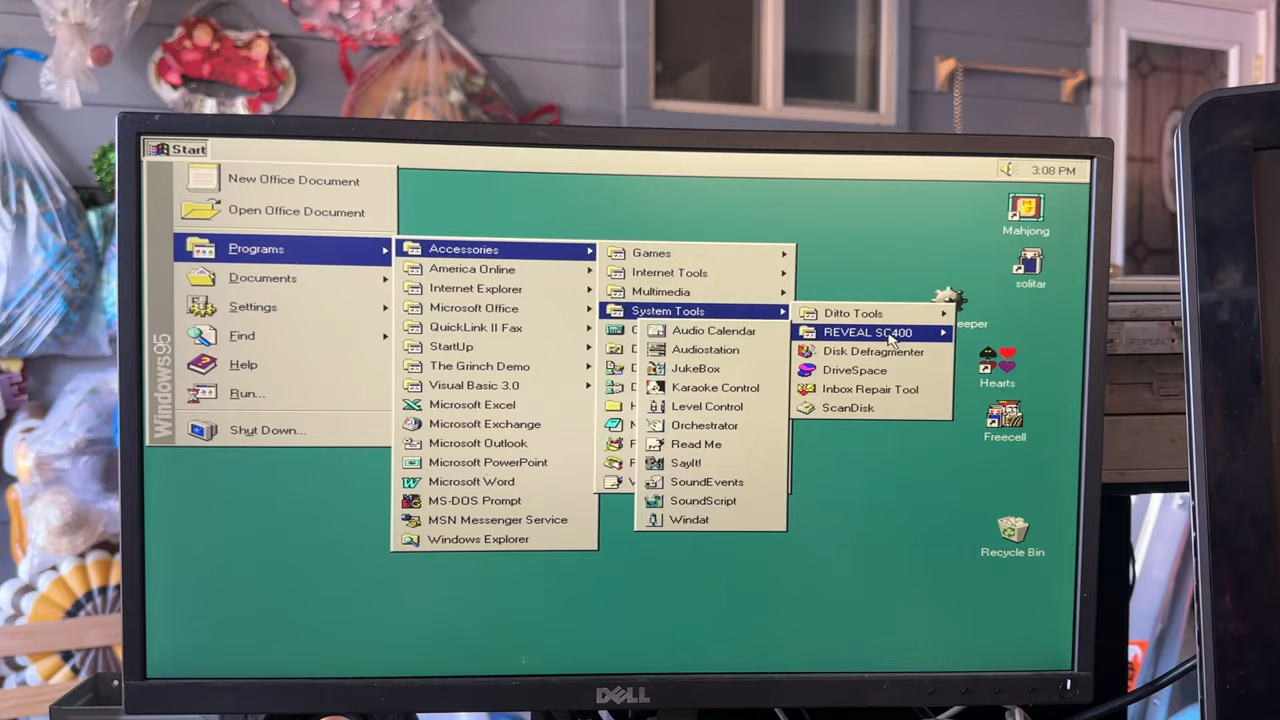 Start
3:08 PM
New Office Document
Open Office Document
Programs
Documents
Settings
Find
Help
Run...
Shut Down...
Windows95
Accessories
America Online
Internet Explorer
Microsoft Office
QuickLink II Fax
StartUp
The Grinch Demo
Visual Basic 3.0
Microsoft Excel
Microsoft Exchange
Microsoft Outlook
Microsoft PowerPoint
Microsoft Word
MS-DOS Prompt
MSN Messenger Service
Windows Explorer
Games
Internet Tools
Multimedia
System Tools
Audio Calendar
Audiostation
JukeBox
Karaoke Control
Level Control
Orchestrator
Read Me
SayIt!
SoundEvents
SoundScript
Windat
Ditto Tools
REVEAL SC400
Disk Defragmenter
DriveSpace
Inbox Repair Tool
ScanDisk
Mahjong
solitar
eeper
Hearts
Freecell
Recycle Bin
DELL